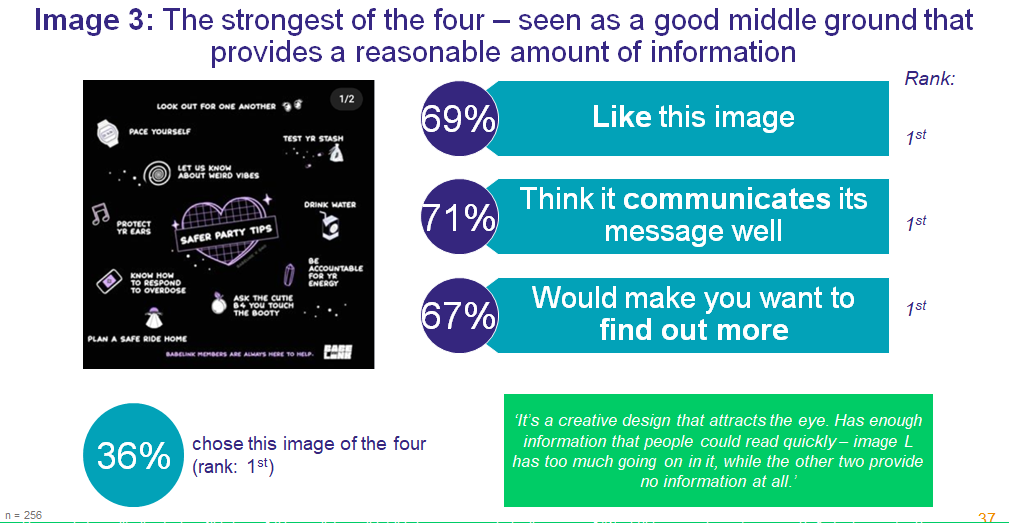 Image 3: The strongest of the four – seen as a good middle ground that
provides a reasonable amount of information
Rank:
LOOK OUT FOR ONE ANOTHER
1/2
PACE YOURSELF
TEST YR STASH
LET US KNOW
ABOUT WEIRD VIBES
DRINK WATER
PROTECT
YR EARS
SAFER PARTY TIPS
KNOW HOW
TO RESPOND
TO OVERDOSE
BE
ACCOUNTABLE
FOR YR
ENERGY
ASK THE CUTIE
B4 YOU TOUCH
THE BOOTY
PLAN A SAFE RIDE HOME
BABELINK MEMBERS ARE ALWAYS HERE TO HELP.
BABE
LINK
69%
Like this image
1st
71%
Think it communicates its
message well
1st
67%
Would make you want to
find out more
1st
36%
chose this image of the four
(rank: 1st)
‘It’s a creative design that attracts the eye. Has enough
information that people could read quickly – image L
has too much going on in it, while the other two provide
no information at all.’
n = 256
37